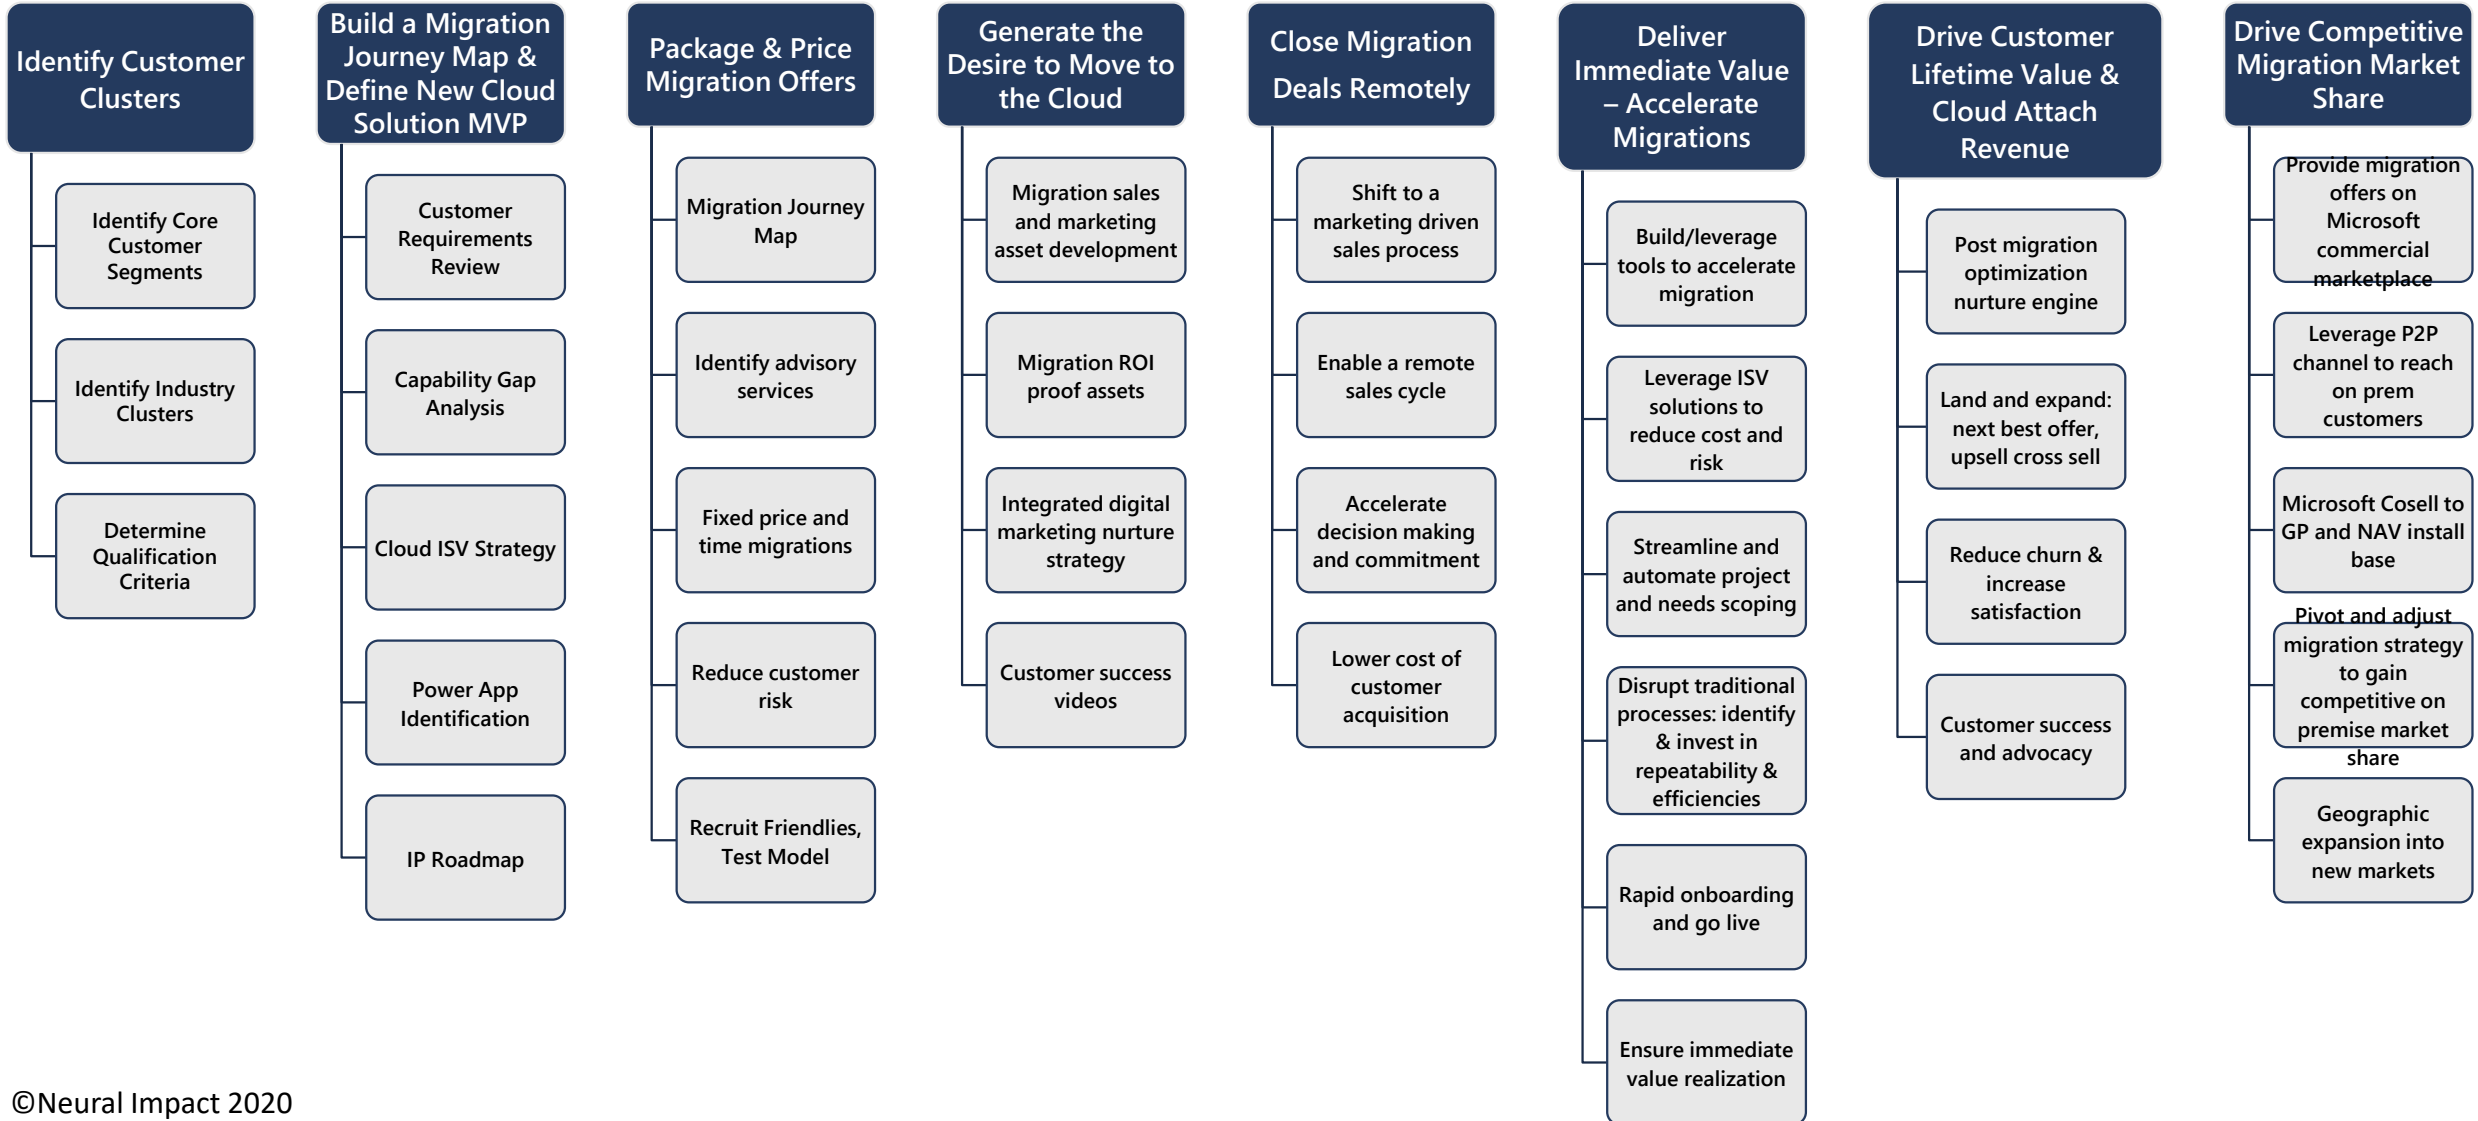 Identify Customer
Clusters
Identify Core
Customer
Segments
Identify Industry
Clusters
Determine
Qualification
Criteria
Build a Migration
Journey Map &
Define New Cloud
Solution MVP
Customer
Requirements
Review
Capability Gap
Analysis
Cloud ISV Strategy
Power App
Identification
IP Roadmap
Package & Price
Migration Offers
Migration Journey
Map
Identify advisory
services
Fixed price and
time migrations
Reduce customer
risk
Recruit Friendlies,
Test Model
Generate the
Desire to Move to
the Cloud
Migration sales
and marketing
asset development
Migration ROI
proof assets
Integrated digital
marketing nurture
strategy
Customer success
videos
Close Migration
Deals Remotely
Shift to a
marketing driven
sales process
Enable a remote
sales cycle
Accelerate
decision making
and commitment
Lower cost of
customer
acquisition
Deliver
Immediate Value
– Accelerate
Migrations
Build/leverage
tools to accelerate
migration
Leverage ISV
solutions to
reduce cost and
risk
Streamline and
automate project
and needs scoping
Disrupt traditional
processes: identify
& invest in
repeatability &
efficiencies
Rapid onboarding
and go live
Ensure immediate
value realization
Drive Customer
Lifetime Value &
Cloud Attach
Revenue
Post migration
optimization
nurture engine
Land and expand:
next best offer,
upsell cross sell
Reduce churn &
increase
satisfaction
Customer success
and advocacy
Drive Competitive
Migration Market
Share
Provide migration
offers on
Microsoft
commercial
marketplace
Leverage P2P
channel to reach
on prem
customers
Microsoft Cosell to
GP and NAV install
base
Pivot and adjust
migration strategy
to gain
competitive on
premise market
share
Geographic
expansion into
new markets
©Neural Impact 2020